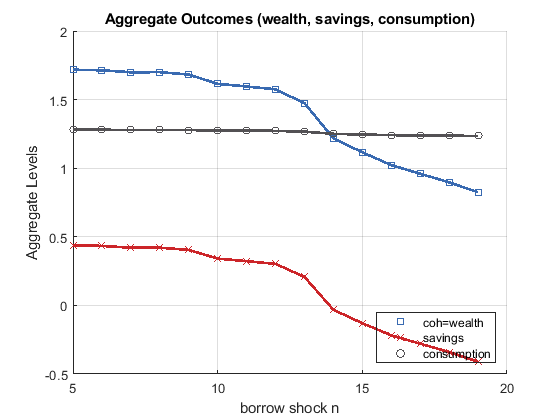 Aggregate Outcomes (wealth, savings, consumption)
2
1.5
1
0.5
0
-0.5
Aggregate Levels
coh=wealth
savings
consumption
5
10
15
20
borrow shock n